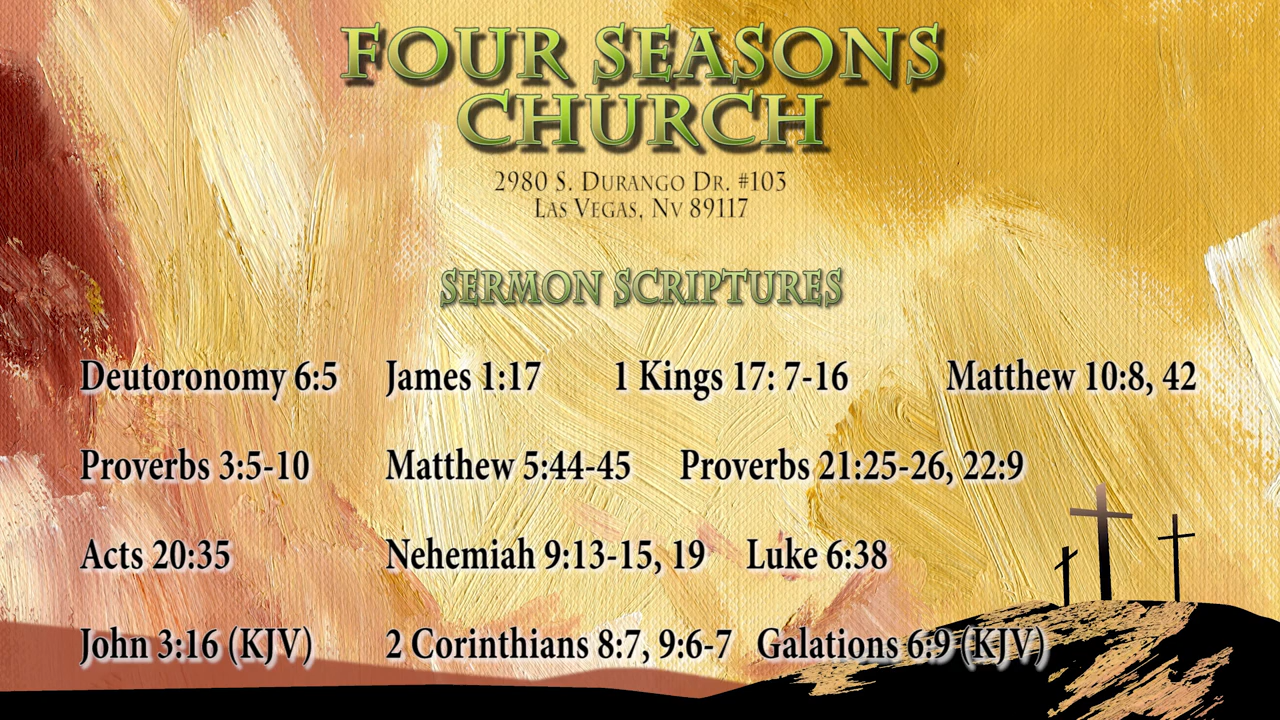 FOUR SEASONS
CHURCH
2980 S. DURANGO DR. #103
LAS VEGAS, NV 89117
SERMON SCRIPTURES
Deutoronomy 6:5 James 1:17 1 Kings 17: 7-16 Matthew 10:8, 42
Proverbs 3:5-10 Matthew 5:44-45 Proverbs 21:25-26, 22:9
Acts 20:35 Nehemiah 9:13-15, 19 Luke 6:38
John 3:16 (KJV) 2 Corinthians 8:7, 9:6-7 Galations 6:9 (KJV)